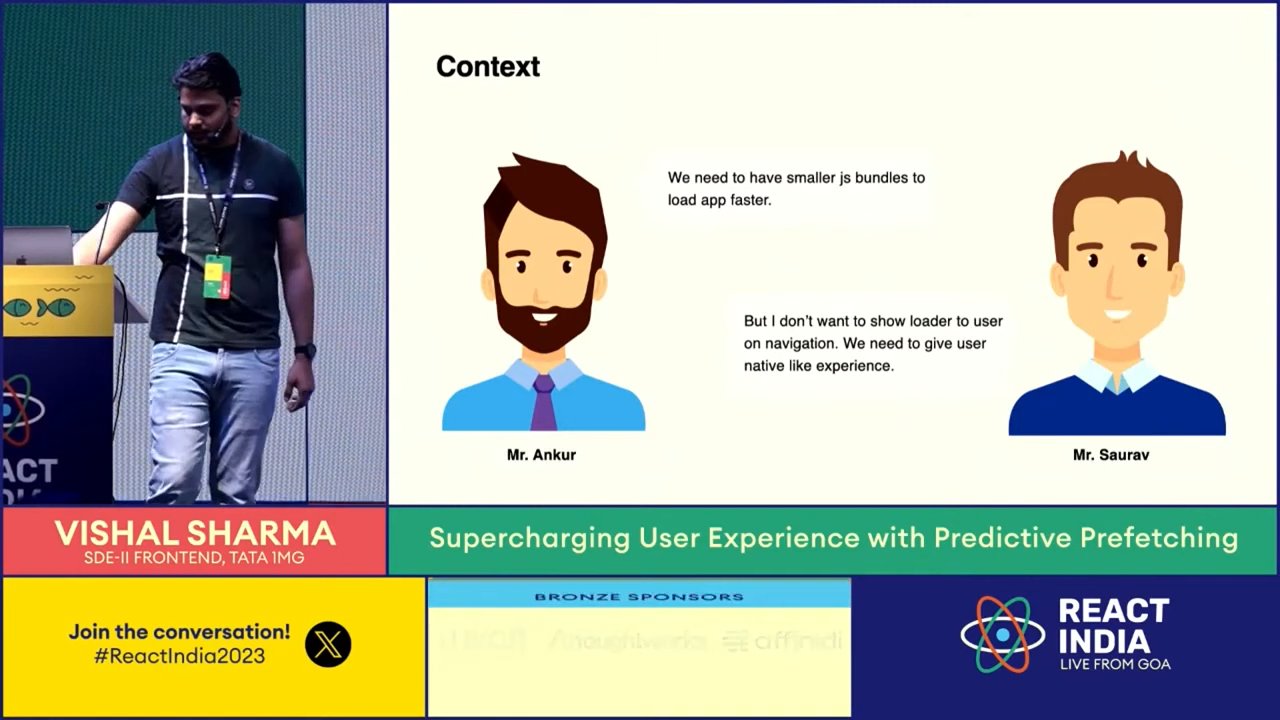 Context
We need to have smaller js bundles to
load app faster.
But I don't want to show loader to user
on navigation. We need to give user
native like experience.
Mr. Ankur
Mr. Saurav
VISHAL SHARMA
SDE-II FRONTEND, TATA 1MG
Supercharging User Experience with Predictive Prefetching
Join the conversation!
#ReactIndia2023
BRONZE SPONSORS
thoughtworks
affinidi
REACT
INDIA
LIVE FROM GOA